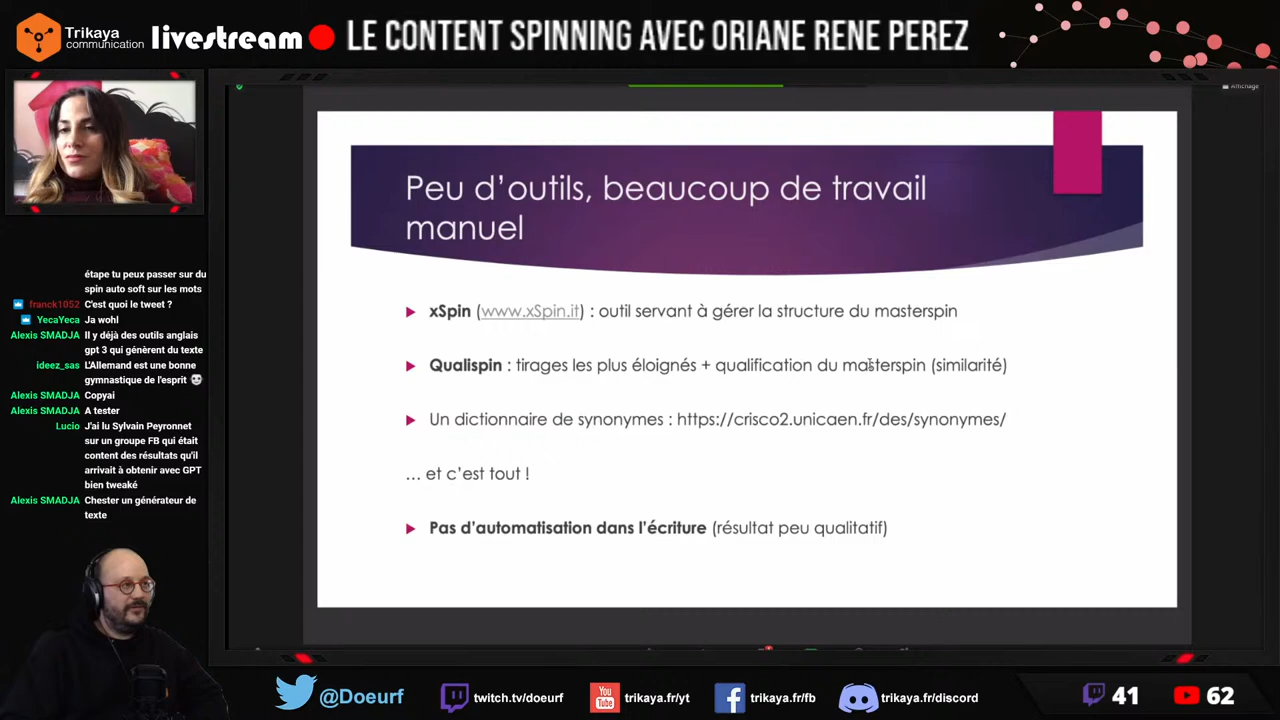 Trikaya
communication
livestream
LE CONTENT SPINNING AVEC ORIANE RENE PEREZ
Affichage
étape tu peux passer sur du
spin auto soft sur les mots
franck1052 C'est quoi le tweet ?
YecaYeca Ja wohl
Alexis SMADJA Il y déjà des outils anglais
gpt 3 qui génèrent du texte
ideez_sas L'Allemand est une bonne
gymnastique de l'esprit
Alexis SMADJA Copyai
Alexis SMADJA A tester
Lucio J'ai lu Sylvain Peyronnet
sur un groupe FB qui était
content des résultats qu'il
arrivait à obtenir avec GPT
bien tweaké
Alexis SMADJA Chester un générateur de
texte
Peu d'outils, beaucoup de travail
manuel
xSpin (www.xSpin.it) : outil servant à gérer la structure du masterspin
Qualispin : tirages les plus éloignés + qualification du masterspin (similarité)
Un dictionnaire de synonymes : https://crisco2.unicaen.fr/des/synonymes/
... et c'est tout !
Pas d'automatisation dans l'écriture (résultat peu qualitatif)
@Doeurf
twitch.tv/doeurf
You
Tube
trikaya.fr/yt
trikaya.fr/fb
trikaya.fr/discord
41
62